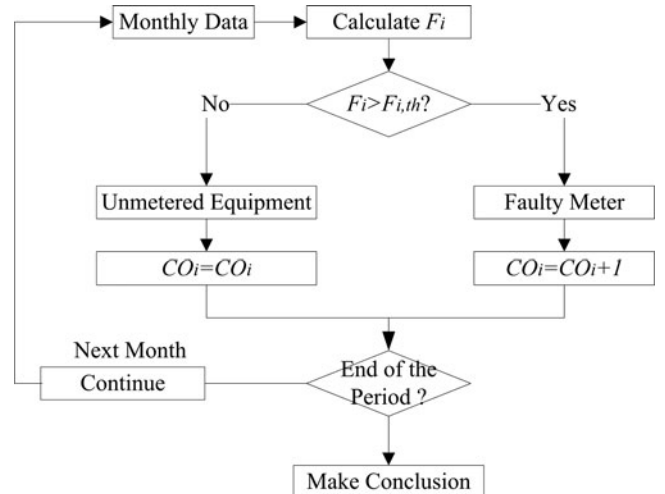 Monthly Data
Calculate Fi
Fi>Fi,th?
No
Yes
Unmetered Equipment
Faulty Meter
COi=COi
COi=COi+1
Next Month
Continue
End of the
Period ?
Make Conclusion